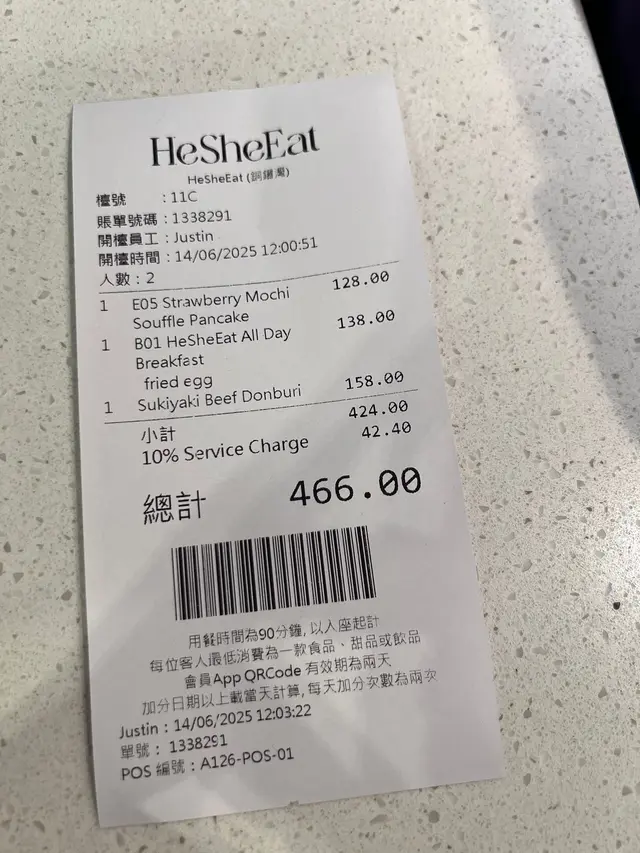 HeSheEat
HeSheEat (銅鑼灣)
檯號 : 11C
賬單號碼 : 1338291
開檯員工 : Justin
開檯時間 : 14/06/2025 12:00:51
人數 : 2
1 E05 Strawberry Mochi 128.00
Souffle Pancake
1 B01 HeSheEat All Day 138.00
Breakfast
fried egg
1 Sukiyaki Beef Donburi 158.00
小計 424.00
10% Service Charge 42.40
總計 466.00
用餐時間為90分鐘, 以入座起計
每位客人最低消費為一款食品、甜品或飲品
會員App QRCode 有效期為兩天
加分日期以上載當天計算, 每天加分次數為兩次
Justin : 14/06/2025 12:03:22
單號 : 1338291
POS 編號 : A126-POS-01